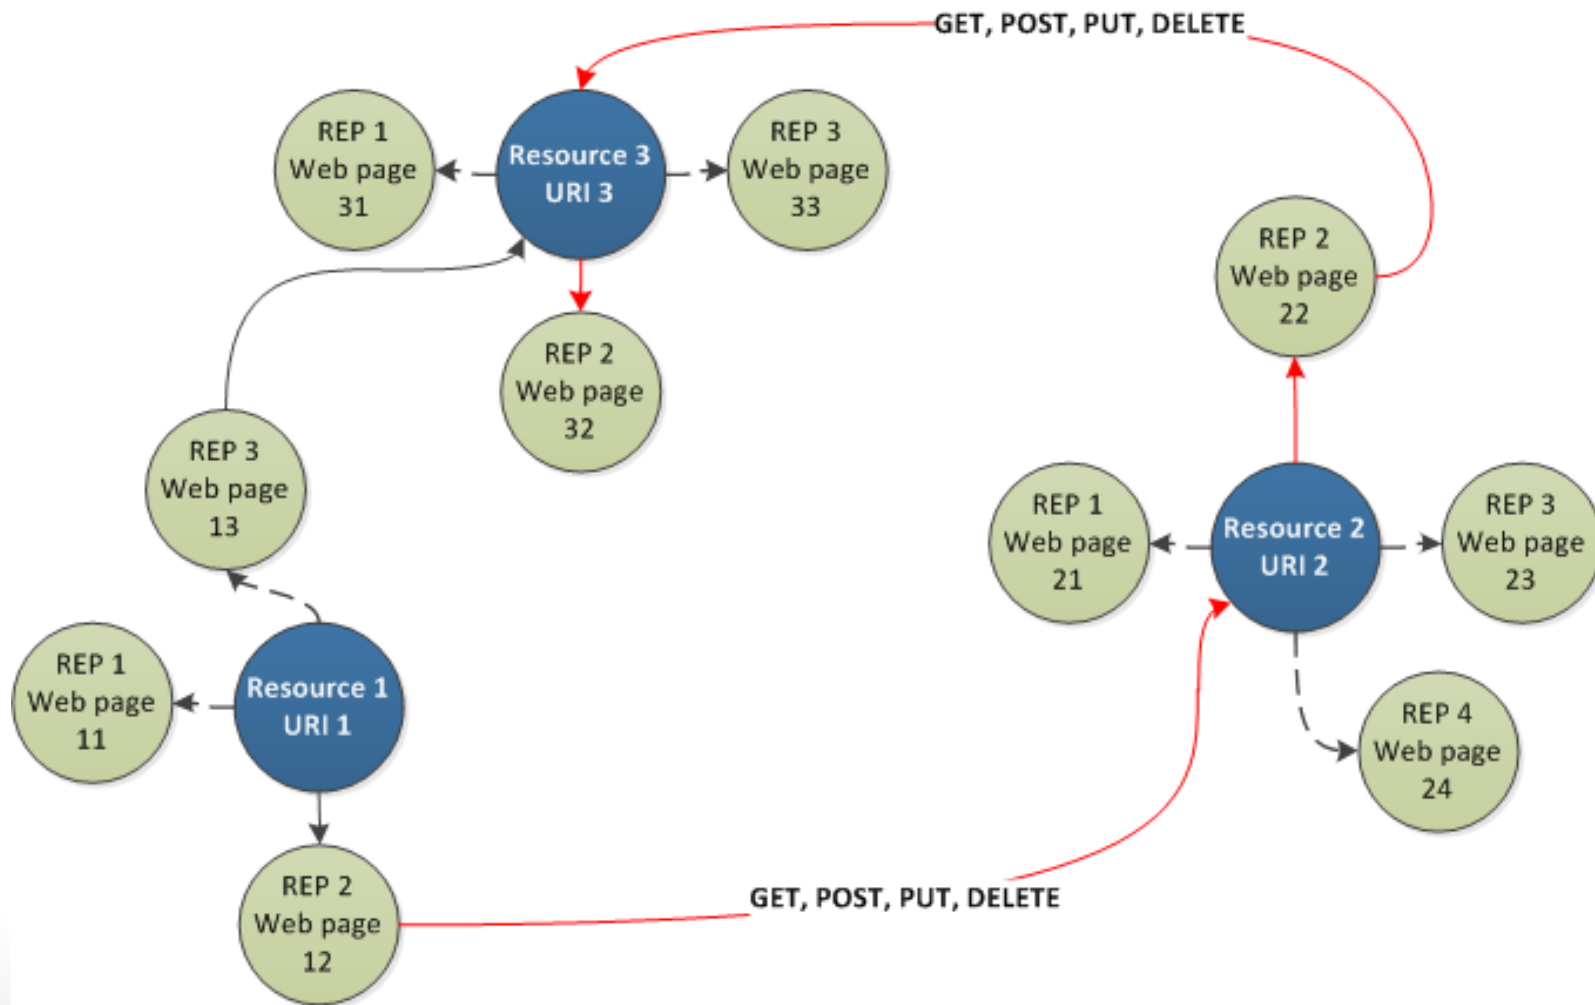 GET, POST, PUT, DELETE
REP 1
Web page
31
Resource 3
URI 3
REP 3
Web page
33
REP 2
Web page
22
REP 2
Web page
32
REP 3
Web page
13
REP 1
Web page
21
Resource 2
URI 2
REP 3
Web page
23
REP 1
Web page
11
Resource 1
URI 1
REP 4
Web page
24
REP 2
Web page
12
GET, POST, PUT, DELETE